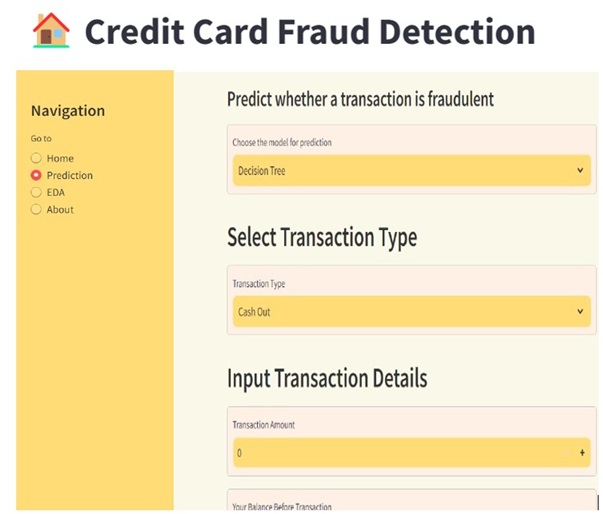 Credit Card Fraud Detection
Navigation
Go to
Home
Prediction
EDA
About
Predict whether a transaction is fraudulent
Choose the model for prediction
Decision Tree
Select Transaction Type
Transaction Type
Cash Out
Input Transaction Details
Transaction Amount
0 +
Your Balance Before Transaction